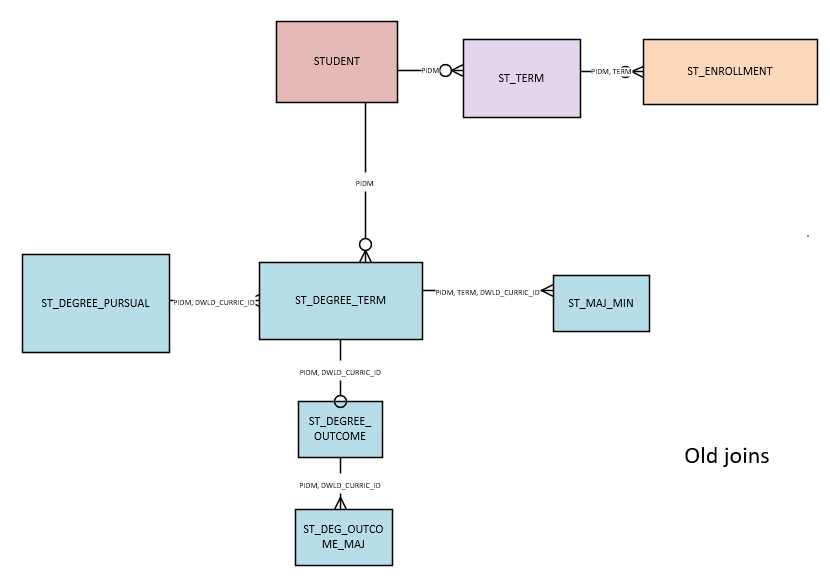 STUDENT
PIDM
ST_TERM
PIDM, TERM
ST_ENROLLMENT
PIDM
ST_DEGREE_PURSUAL
PIDM, DWLD_CURRIC_ID
ST_DEGREE_TERM
PIDM, TERM, DWLD_CURRIC_ID
ST_MAJ_MIN
PIDM, DWLD_CURRIC_ID
ST_DEGREE_
OUTCOME
Old joins
PIDM, DWLD_CURRIC_ID
ST_DEG_OUTCO
ME_MAJ